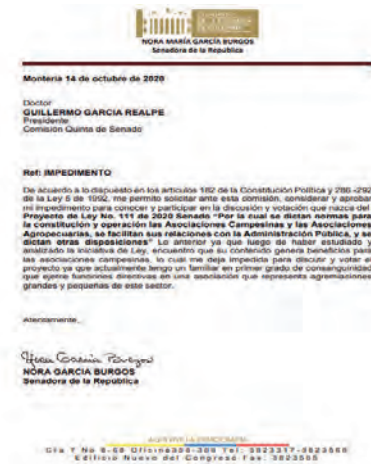 NORA MARÍA GARCÍA BURGOS
Senadora de la República
Montería 14 de octubre de 2020
Doctor
GUILLERMO GARCIA REALPE
Presidente
Comisión Quinta de Senado
Ref: IMPEDIMENTO
De acuerdo a lo dispuesto en los artículos 182 de la Constitución Política y 286 -292
de la Ley 5 de 1992, me permito solicitar ante esta comisión, considerar y aprobar
mi impedimento para conocer y participar en la discusión y votación que nazca del
Proyecto de Ley No. 111 de 2020 Senado "Por la cual se dictan normas para
la constitución y operación las Asociaciones Campesinas y las Asociaciones
Agropecuarias, se facilitan sus relaciones con la Administración Pública, y se
dictan otras disposiciones" Lo anterior ya que luego de haber estudiado y
analizado la iniciativa de Ley, encuentro que su contenido genera beneficios para
las asociaciones campesinas, lo cual me deja impedida para discutir y votar el
proyecto ya que actualmente tengo un familiar en primer grado de consanguinidad
que ejerce funciones directivas en una asociación que representa agremiaciones
grandes y pequeñas de este sector.
Atentamente,
NORA GARCIA BURGOS
Senadora de la República
AQUÍ VIVE LA DEMOCRACIA
Edificio Nuevo del Congreso Fax: 3823505